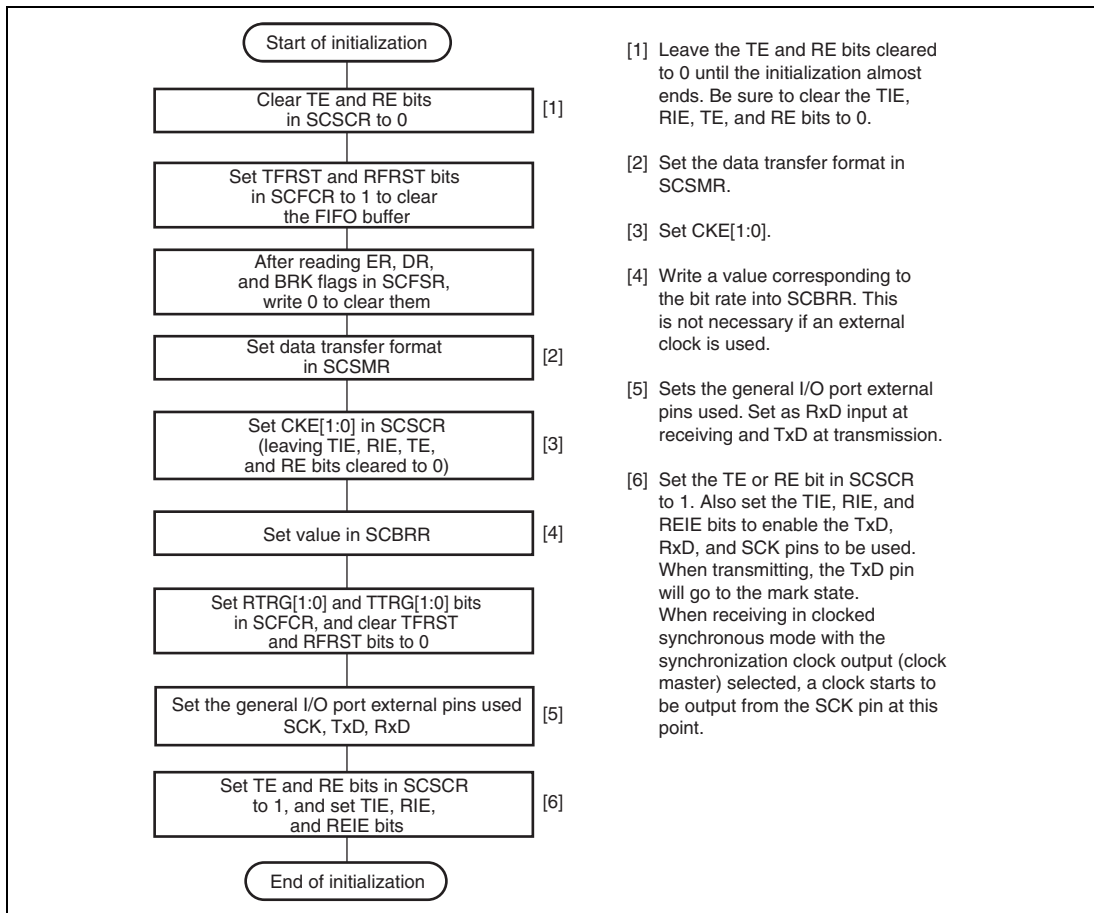 Start of initialization
Clear TE and RE bits
in SCSCR to 0
[1]
Set TFRST and RFRST bits
in SCFCR to 1 to clear
the FIFO buffer
After reading ER, DR,
and BRK flags in SCFSR,
write 0 to clear them
Set data transfer format
in SCSMR
[2]
Set CKE[1:0] in SCSCR
(leaving TIE, RIE, TE,
and RE bits cleared to 0)
[3]
Set value in SCBRR
[4]
Set RTRG[1:0] and TTRG[1:0] bits
in SCFCR, and clear TFRST
and RFRST bits to 0
Set the general I/O port external pins used
SCK, TxD, RxD
[5]
Set TE and RE bits in SCSCR
to 1, and set TIE, RIE,
and REIE bits
[6]
End of initialization
[1] Leave the TE and RE bits cleared
to 0 until the initialization almost
ends. Be sure to clear the TIE,
RIE, TE, and RE bits to 0.
[2] Set the data transfer format in
SCSMR.
[3] Set CKE[1:0].
[4] Write a value corresponding to
the bit rate into SCBRR. This
is not necessary if an external
clock is used.
[5] Sets the general I/O port external
pins used. Set as RxD input at
receiving and TxD at transmission.
[6] Set the TE or RE bit in SCSCR
to 1. Also set the TIE, RIE, and
REIE bits to enable the TxD,
RxD, and SCK pins to be used.
When transmitting, the TxD pin
will go to the mark state.
When receiving in clocked
synchronous mode with the
synchronization clock output (clock
master) selected, a clock starts to
be output from the SCK pin at this
point.